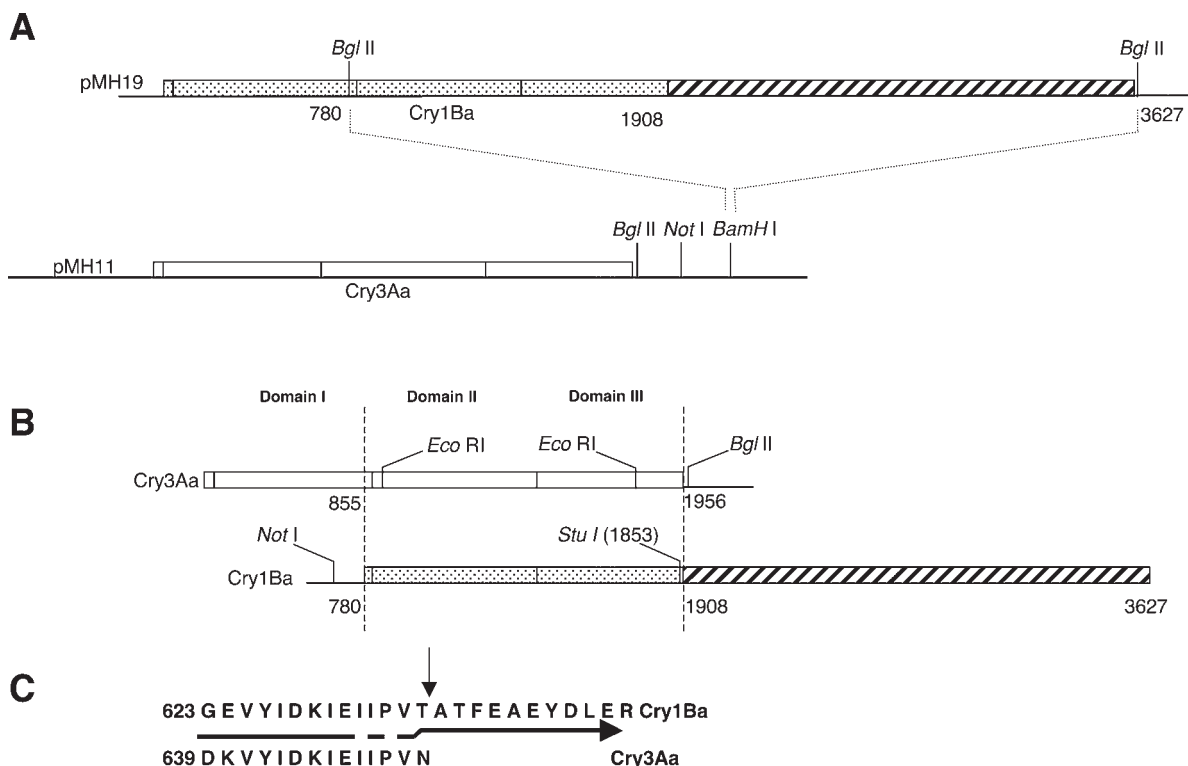 A
Bgl II Bgl II
pMH19
780 Cry1Ba 1908 3627
Bgl II Not I BamH I
pMH11
Cry3Aa
Domain I Domain II Domain III
B
Eco RI Eco RI Bgl II
Cry3Aa
855 1956
Not I Stu I (1853)
Cry1Ba
780 1908 3627
C
623 G E V Y I D K I E I I P V T A T F E A E Y D L E R Cry1Ba
639 D K V Y I D K I E I I P V N Cry3Aa